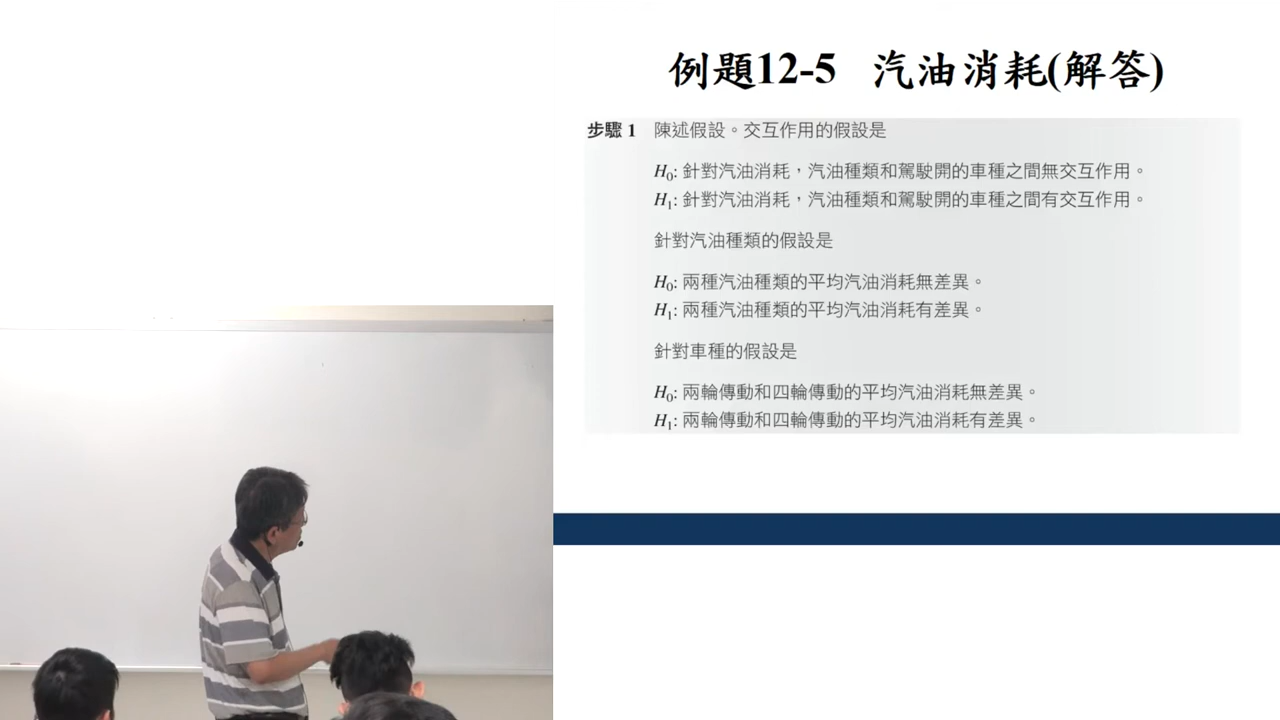 例題12-5 汽油消耗(解答)
步驟 1 陳述假設。交互作用的假設是
H0: 針對汽油消耗，汽油種類和駕駛開的車種之間無交互作用。
H1: 針對汽油消耗，汽油種類和駕駛開的車種之間有交互作用。
針對汽油種類的假設是
H0: 兩種汽油種類的平均汽油消耗無差異。
H1: 兩種汽油種類的平均汽油消耗有差異。
針對車種的假設是
H0: 兩輪傳動和四輪傳動的平均汽油消耗無差異。
H1: 兩輪傳動和四輪傳動的平均汽油消耗有差異。